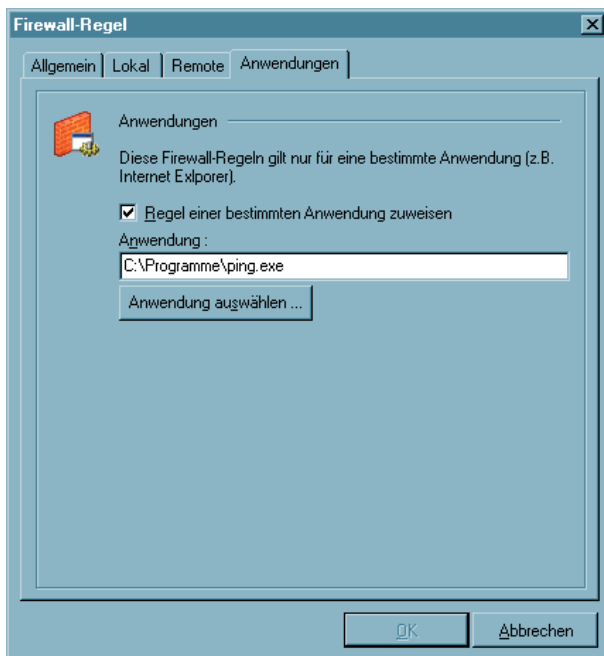 Firewall-Regel
Allgemein Lokal Remote Anwendungen
Anwendungen
Diese Firewall-Regeln gilt nur für eine bestimmte Anwendung (z.B.
Internet Exlporer).
Regel einer bestimmten Anwendung zuweisen
Anwendung :
C:\Programme\ping.exe
Anwendung auswählen ...
OK Abbrechen